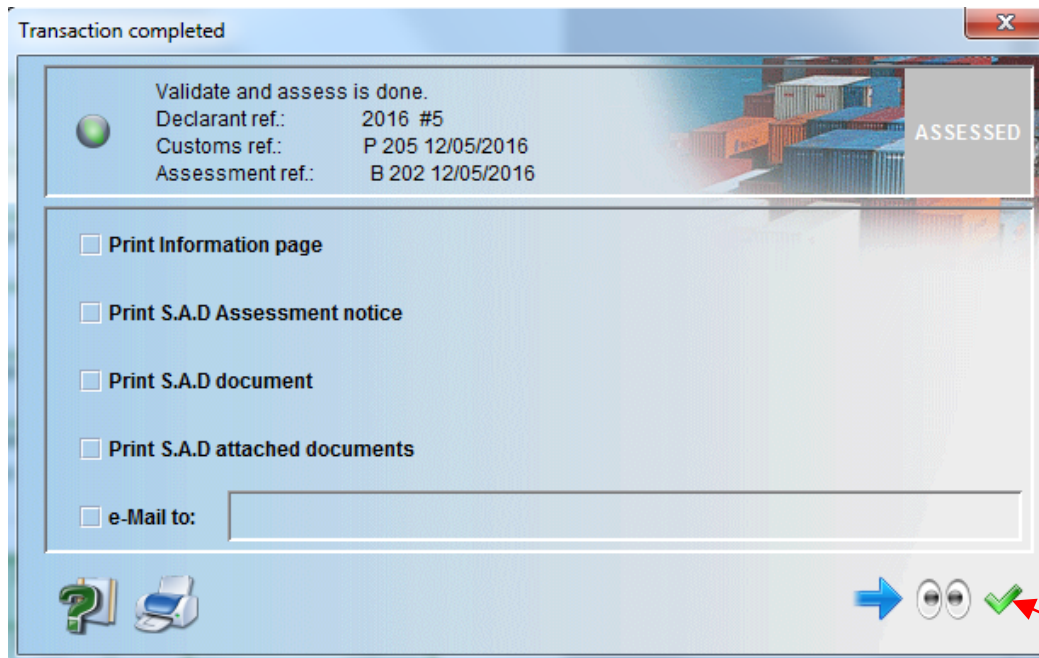 Transaction completed
Validate and assess is done.
Declarant ref.: 2016 #5
Customs ref.: P 205 12/05/2016
Assessment ref.: B 202 12/05/2016
ASSESSED
Print Information page
Print S.A.D Assessment notice
Print S.A.D document
Print S.A.D attached documents
e-Mail to: